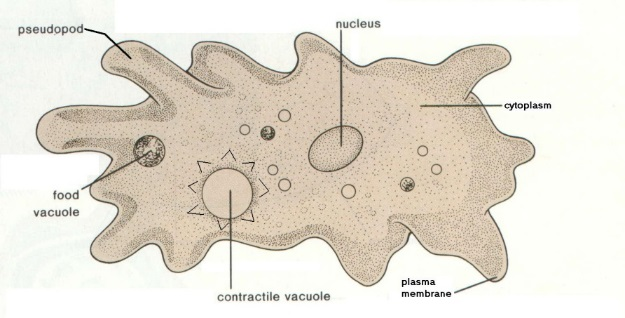 pseudopod
nucleus
cytoplasm
food
vacuole
plasma
membrane
contractile vacuole